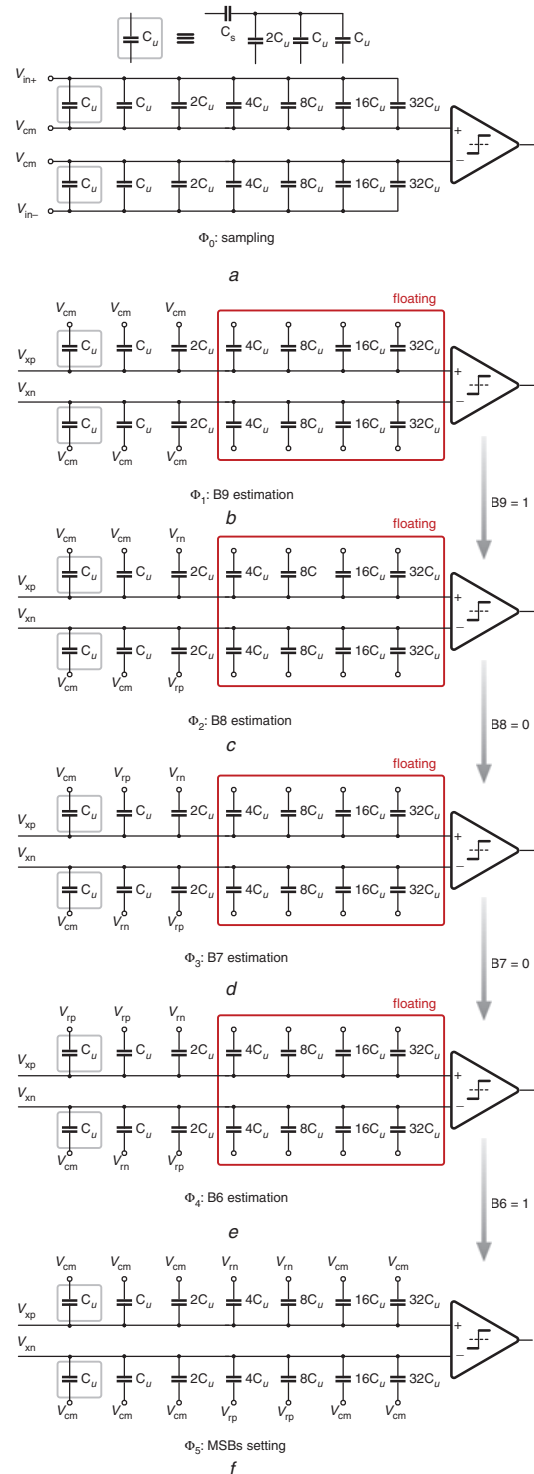 C_u ≡ C_s 2C_u C_u C_u
V_in+
C_u C_u 2C_u 4C_u 8C_u 16C_u 32C_u
V_cm +
V_cm −
C_u C_u 2C_u 4C_u 8C_u 16C_u 32C_u
V_in−
Φ_0: sampling
a
floating
V_cm V_cm V_cm
C_u C_u 2C_u 4C_u 8C_u 16C_u 32C_u
V_xp +
V_xn −
C_u C_u 2C_u 4C_u 8C_u 16C_u 32C_u
V_cm V_cm V_cm
Φ_1: B9 estimation
b
B9 = 1
floating
V_cm V_cm V_rn
C_u C_u 2C_u 4C_u 8C 16C_u 32C_u
V_xp +
V_xn −
C_u C_u 2C_u 4C_u 8C_u 16C_u 32C_u
V_cm V_cm V_rp
Φ_2: B8 estimation
c
B8 = 0
floating
V_cm V_rp V_rn
C_u C_u 2C_u 4C_u 8C_u 16C_u 32C_u
V_xp +
V_xn −
C_u C_u 2C_u 4C_u 8C_u 16C_u 32C_u
V_cm V_rn V_rp
Φ_3: B7 estimation
d
B7 = 0
floating
V_rp V_rp V_rn
C_u C_u 2C_u 4C_u 8C_u 16C_u 32C_u
V_xp +
V_xn −
C_u C_u 2C_u 4C_u 8C_u 16C_u 32C_u
V_cm V_rn V_rp
Φ_4: B6 estimation
e
B6 = 1
V_cm V_cm V_cm V_rn V_rn V_cm V_cm
C_u C_u 2C_u 4C_u 8C_u 16C_u 32C_u
V_xp +
V_xn −
C_u C_u 2C_u 4C_u 8C_u 16C_u 32C_u
V_cm V_cm V_cm V_rp V_rp V_cm V_cm
Φ_5: MSBs setting
f